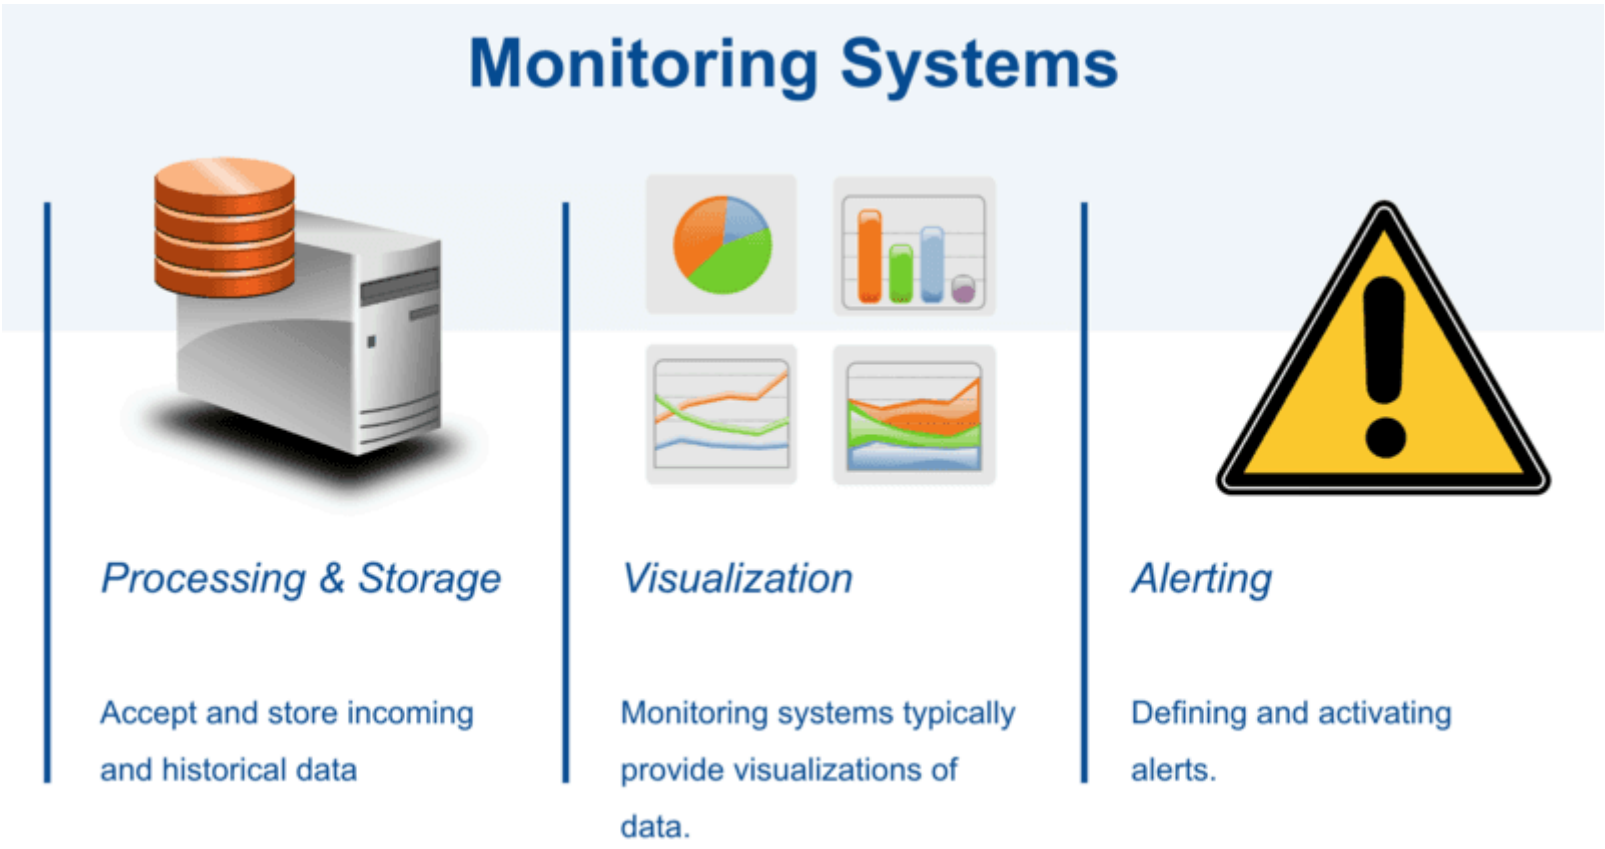 Monitoring Systems
Processing & Storage
Accept and store incoming
and historical data
Visualization
Monitoring systems typically
provide visualizations of
data.
Alerting
Defining and activating
alerts.